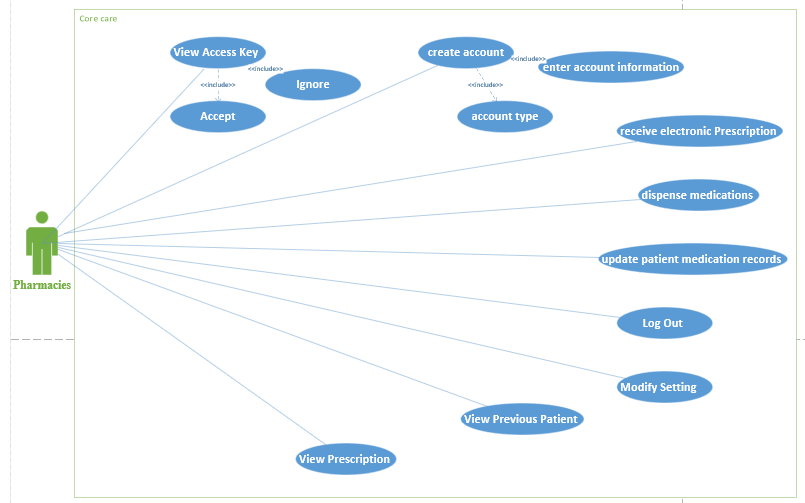 Core care
View Access Key
create account
<<include>>
enter account information
<<include>>
Ignore
<<include>>
<<include>>
Accept
account type
receive electronic Prescription
dispense medications
update patient medication records
Pharmacies
Log Out
Modify Setting
View Previous Patient
View Prescription